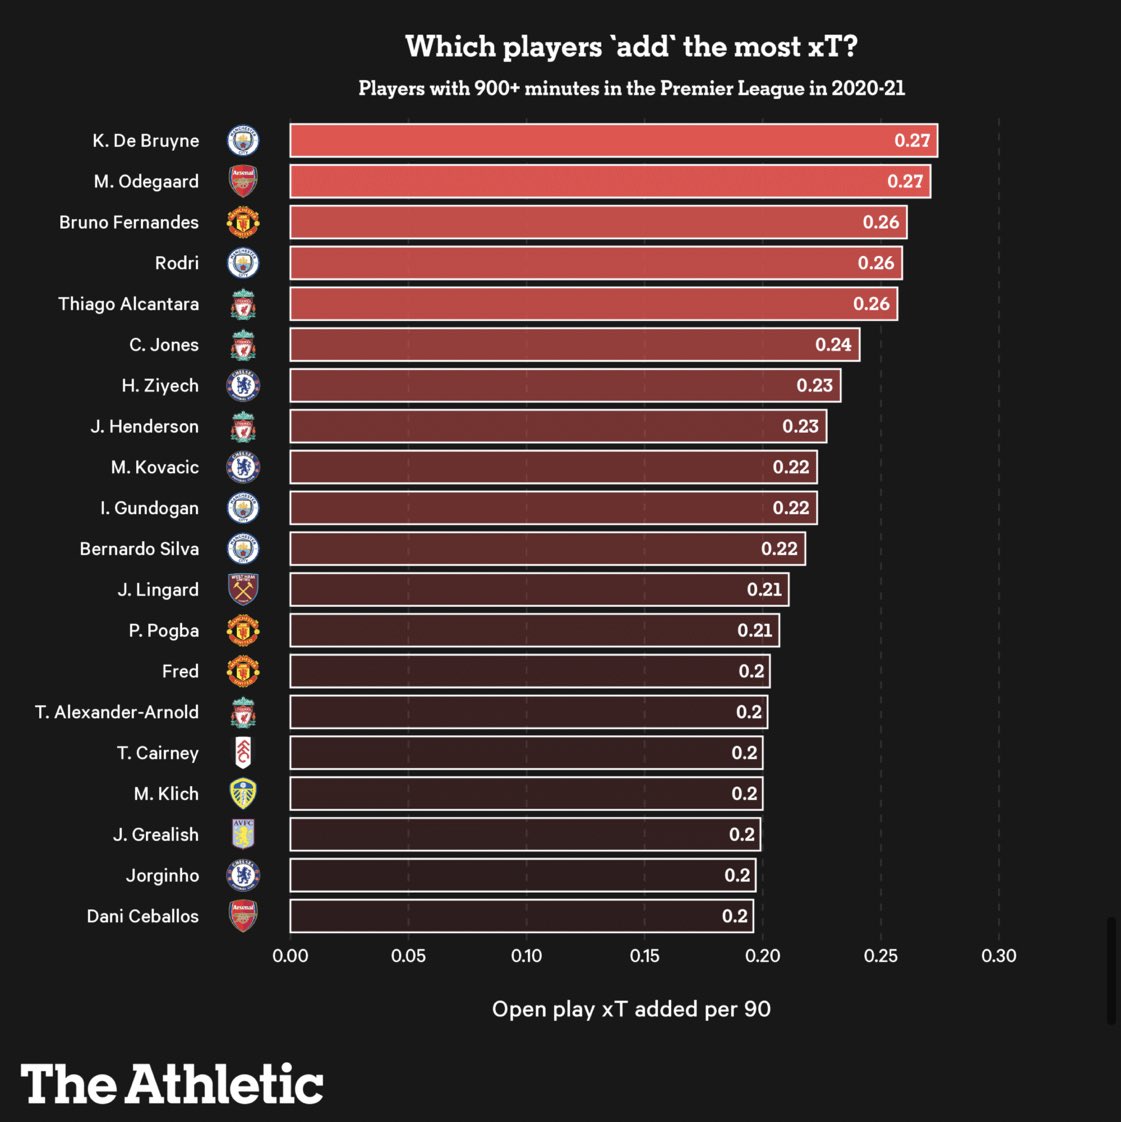 Which players `add` the most xT?
Players with 900+ minutes in the Premier League in 2020-21
K. De Bruyne 0.27
M. Odegaard Arsenal 0.27
Bruno Fernandes 0.26
Rodri 0.26
Thiago Alcantara 0.26
C. Jones 0.24
H. Ziyech 0.23
J. Henderson 0.23
M. Kovacic 0.22
I. Gundogan 0.22
Bernardo Silva 0.22
J. Lingard 0.21
P. Pogba 0.21
Fred 0.2
T. Alexander-Arnold 0.2
T. Cairney 0.2
M. Klich 0.2
J. Grealish AVFC 0.2
Jorginho 0.2
Dani Ceballos Arsenal 0.2
0.00 0.05 0.10 0.15 0.20 0.25 0.30
Open play xT added per 90
The Athletic